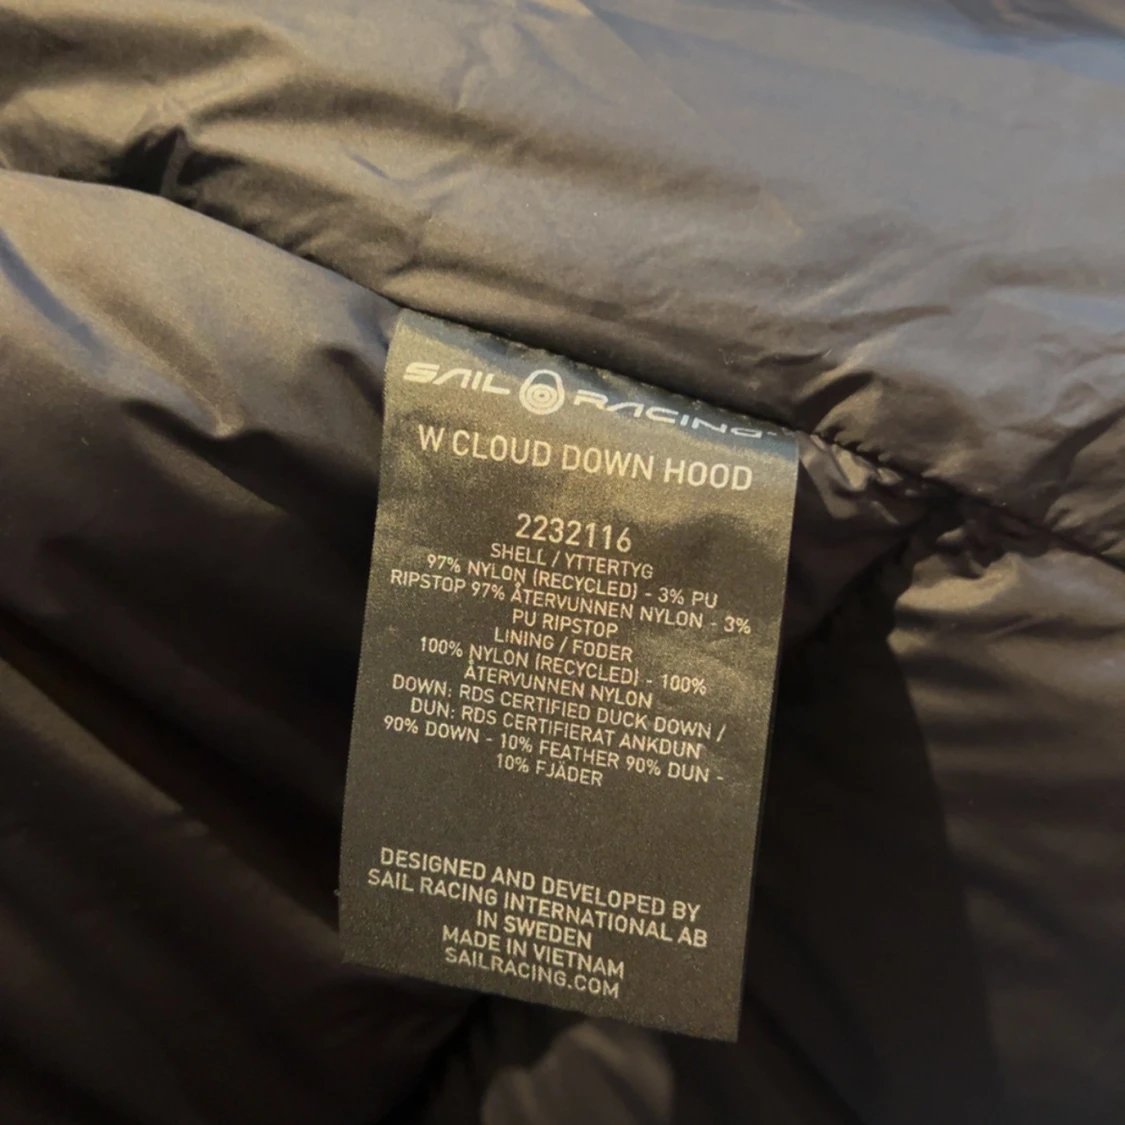 SAIL RACING
W CLOUD DOWN HOOD
2232116
SHELL / YTTERTYG
97% NYLON (RECYCLED) - 3% PU
RIPSTOP 97% ÅTERVUNNEN NYLON - 3%
PU RIPSTOP
LINING / FODER
100% NYLON (RECYCLED) - 100%
ÅTERVUNNEN NYLON
DOWN: RDS CERTIFIED DUCK DOWN /
DUN: RDS CERTIFIERAT ANKDUN
90% DOWN - 10% FEATHER 90% DUN -
10% FJÄDER
DESIGNED AND DEVELOPED BY
SAIL RACING INTERNATIONAL AB
IN SWEDEN
MADE IN VIETNAM
SAILRACING.COM